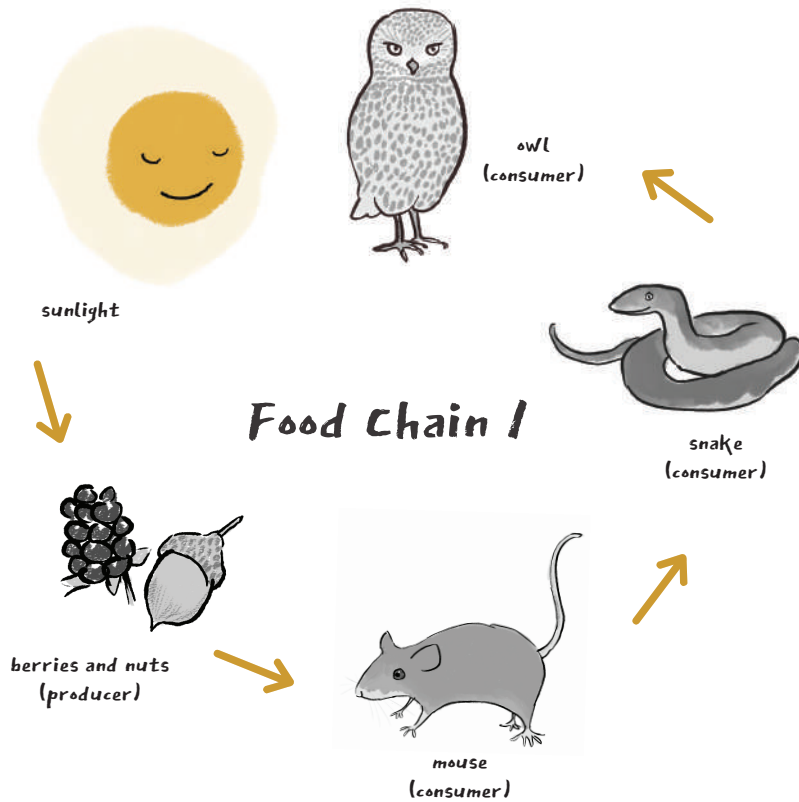 owl
(consumer)
sunlight
Food Chain 1
snake
(consumer)
berries and nuts
(producer)
mouse
(consumer)